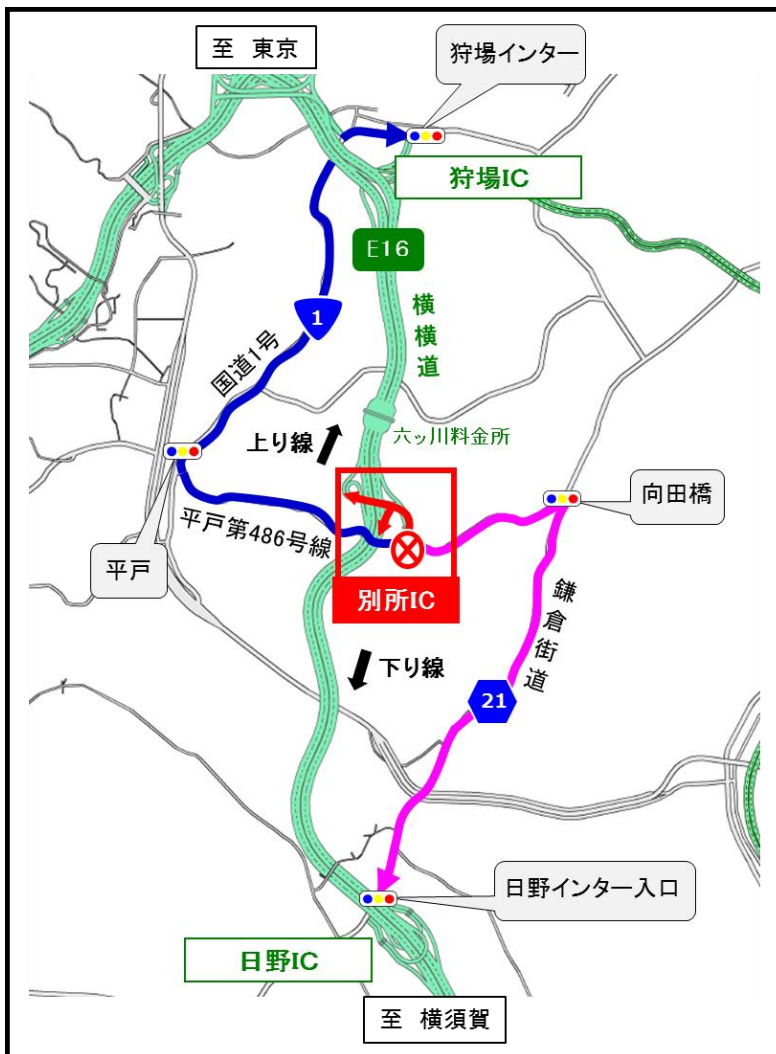 至 東京
狩場インター
狩場IC
E16
横横道
1
国道1号
上り線
六ッ川料金所
向田橋
平戸第486号線
平戸
別所IC
鎌倉街道
下り線
21
日野インター入口
日野IC
至 横須賀